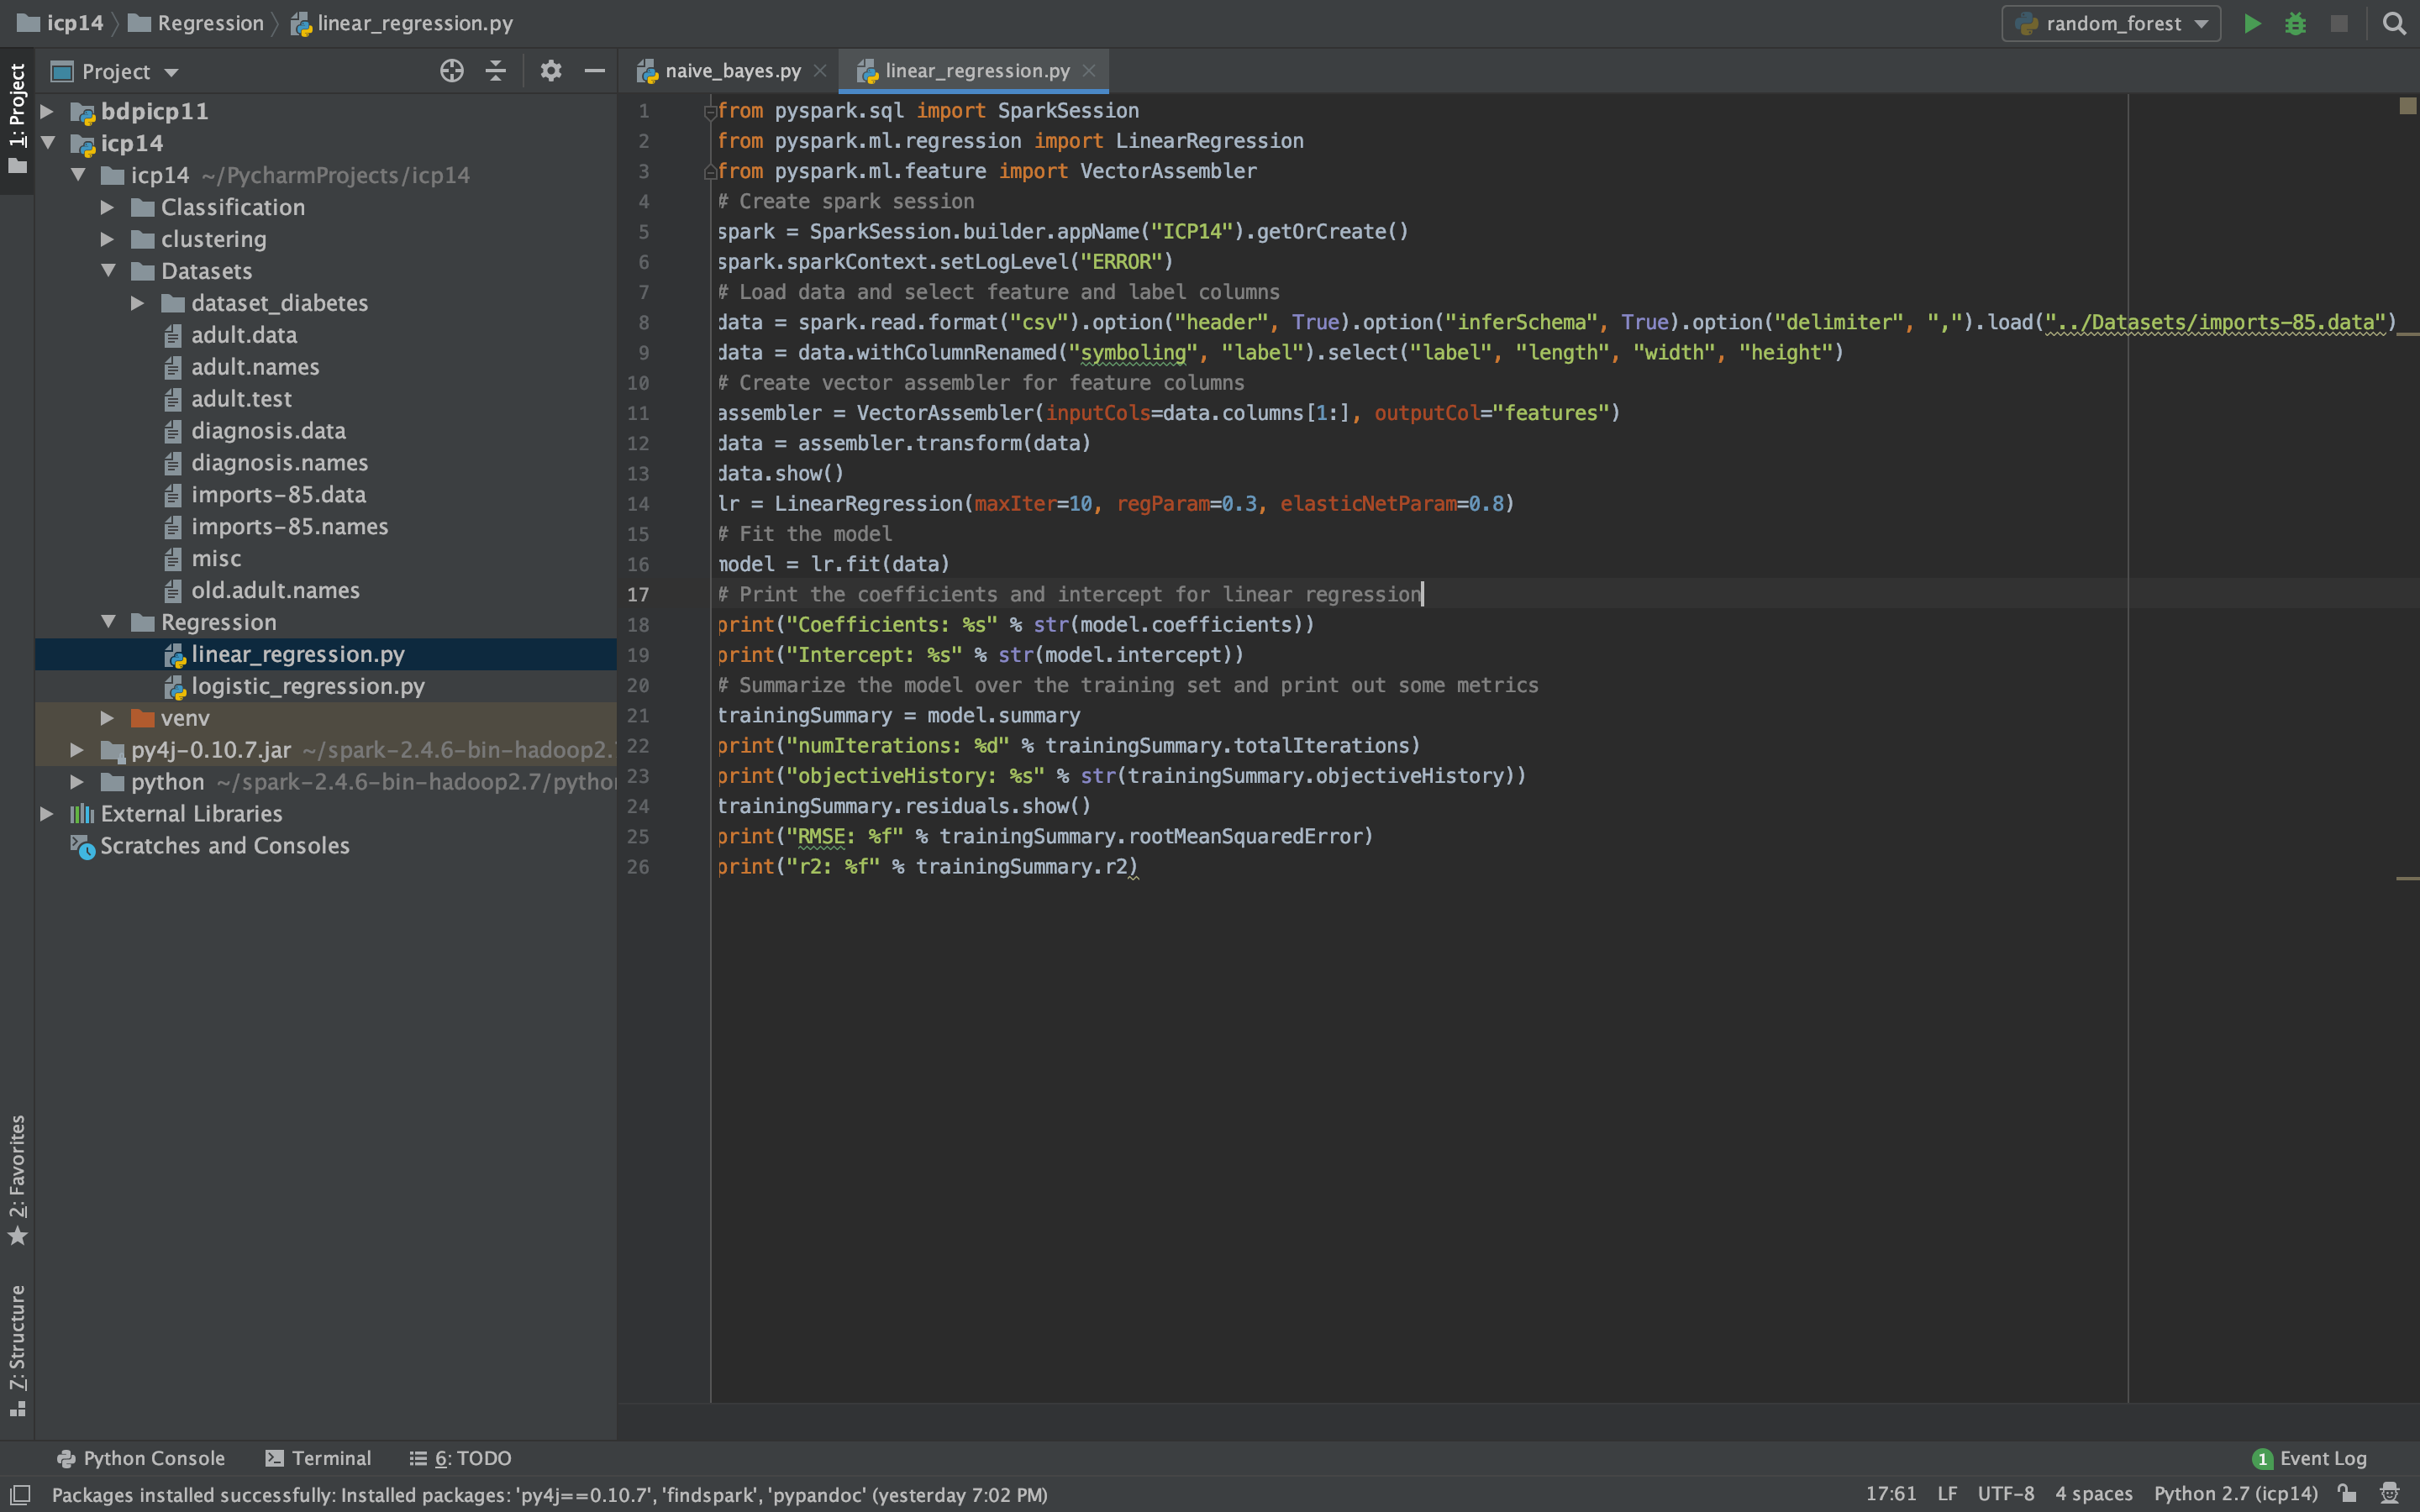 icp14 Regression linear_regression.py
random_forest
1: Project
Project
naive_bayes.py
linear_regression.py
bdpicp11
icp14
icp14 ~/PycharmProjects/icp14
Classification
clustering
Datasets
dataset_diabetes
adult.data
adult.names
adult.test
diagnosis.data
diagnosis.names
imports-85.data
imports-85.names
misc
old.adult.names
Regression
linear_regression.py
logistic_regression.py
venv
py4j-0.10.7.jar ~/spark-2.4.6-bin-hadoop2.
python ~/spark-2.4.6-bin-hadoop2.7/pytho
External Libraries
Scratches and Consoles
2: Favorites
7: Structure
1 from pyspark.sql import SparkSession
2 from pyspark.ml.regression import LinearRegression
3 from pyspark.ml.feature import VectorAssembler
4 # Create spark session
5 spark = SparkSession.builder.appName("ICP14").getOrCreate()
6 spark.sparkContext.setLogLevel("ERROR")
7 # Load data and select feature and label columns
8 data = spark.read.format("csv").option("header", True).option("inferSchema", True).option("delimiter", ",").load("../Datasets/imports-85.data")
9 data = data.withColumnRenamed("symboling", "label").select("label", "length", "width", "height")
10 # Create vector assembler for feature columns
11 assembler = VectorAssembler(inputCols=data.columns[1:], outputCol="features")
12 data = assembler.transform(data)
13 data.show()
14 lr = LinearRegression(maxIter=10, regParam=0.3, elasticNetParam=0.8)
15 # Fit the model
16 model = lr.fit(data)
17 # Print the coefficients and intercept for linear regression
18 print("Coefficients: %s" % str(model.coefficients))
19 print("Intercept: %s" % str(model.intercept))
20 # Summarize the model over the training set and print out some metrics
21 trainingSummary = model.summary
22 print("numIterations: %d" % trainingSummary.totalIterations)
23 print("objectiveHistory: %s" % str(trainingSummary.objectiveHistory))
24 trainingSummary.residuals.show()
25 print("RMSE: %f" % trainingSummary.rootMeanSquaredError)
26 print("r2: %f" % trainingSummary.r2)
Python Console Terminal 6: TODO
1 Event Log
Packages installed successfully: Installed packages: 'py4j==0.10.7', 'findspark', 'pypandoc' (yesterday 7:02 PM)
17:61 LF UTF-8 4 spaces Python 2.7 (icp14)